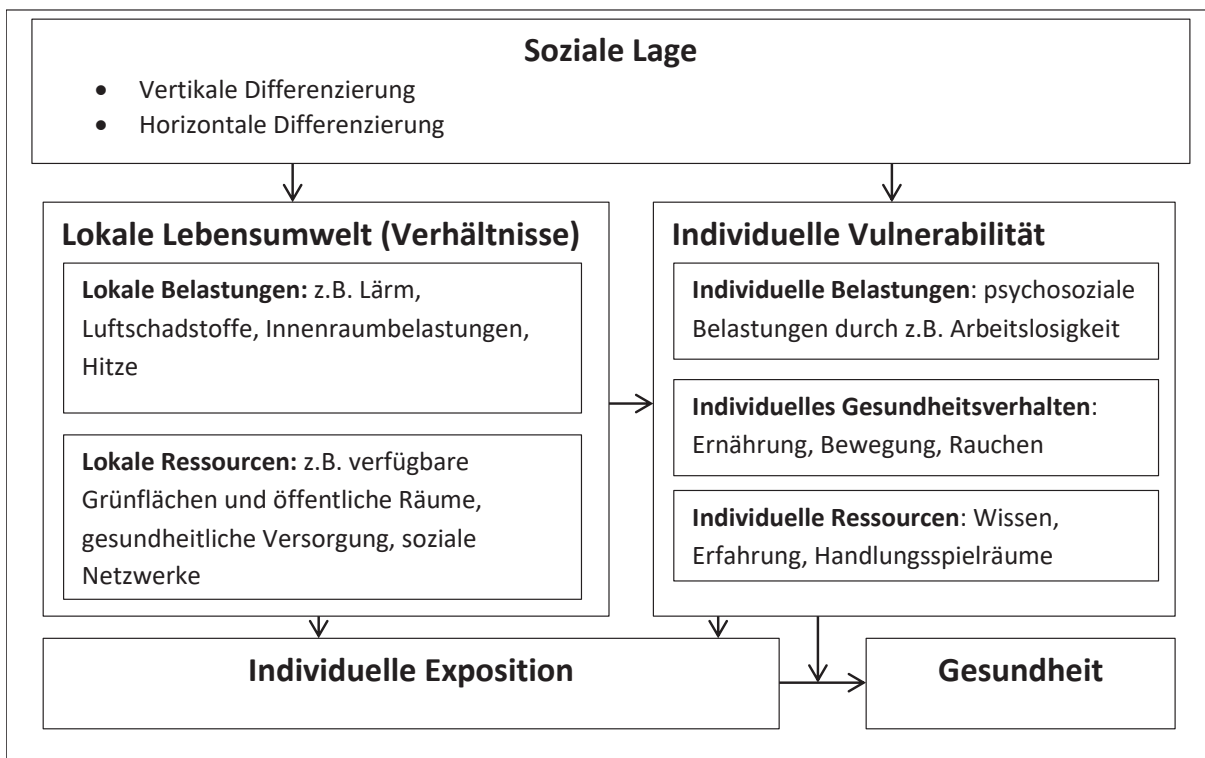 Soziale Lage
• Vertikale Differenzierung
• Horizontale Differenzierung
Lokale Lebensumwelt (Verhältnisse)
Lokale Belastungen: z.B. Lärm,
Luftschadstoffe, Innenraumbelastungen,
Hitze
Lokale Ressourcen: z.B. verfügbare
Grünflächen und öffentliche Räume,
gesundheitliche Versorgung, soziale
Netzwerke
Individuelle Vulnerabilität
Individuelle Belastungen: psychosoziale
Belastungen durch z.B. Arbeitslosigkeit
Individuelles Gesundheitsverhalten:
Ernährung, Bewegung, Rauchen
Individuelle Ressourcen: Wissen,
Erfahrung, Handlungsspielräume
Individuelle Exposition
Gesundheit